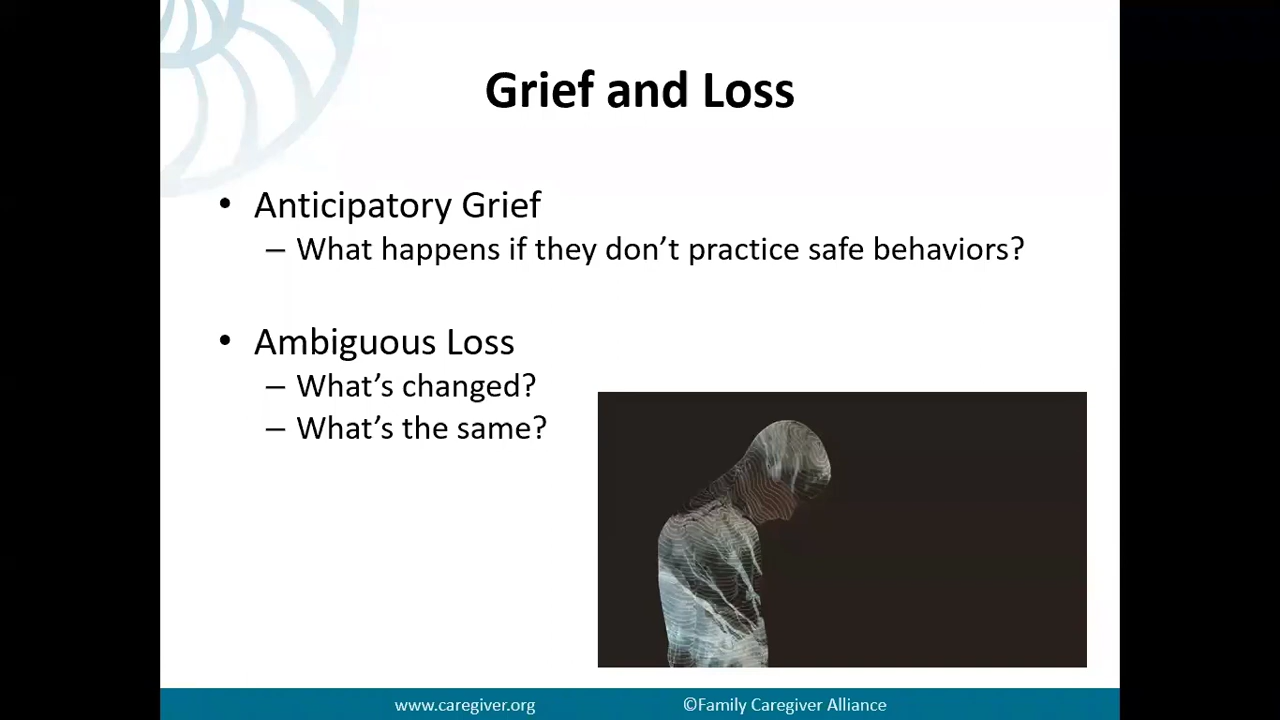 Grief and Loss
• Anticipatory Grief
– What happens if they don’t practice safe behaviors?
• Ambiguous Loss
– What’s changed?
– What’s the same?
www.caregiver.org ©Family Caregiver Alliance